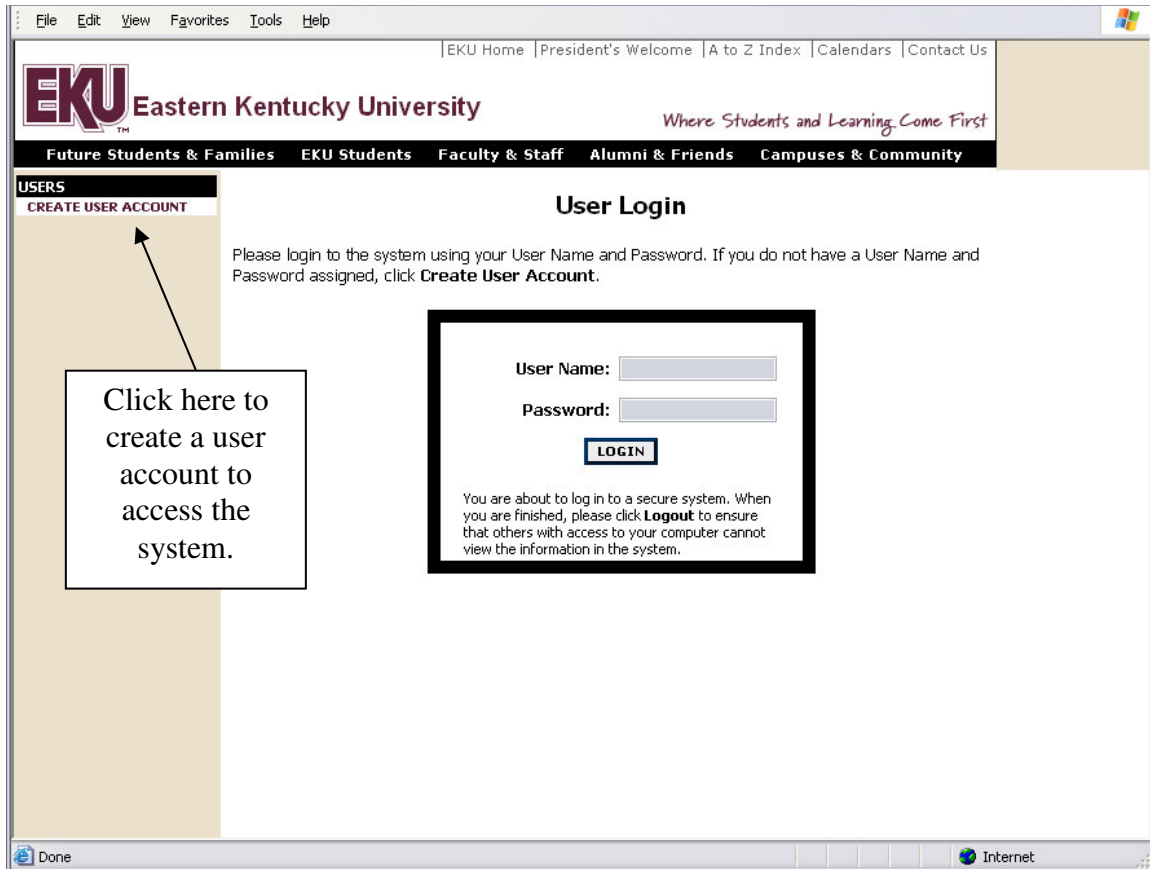 File Edit View Favorites Tools Help
|EKU Home |President's Welcome |A to Z Index |Calendars |Contact Us
EKU TM Eastern Kentucky University
Where Students and Learning Come First
Future Students & Families EKU Students Faculty & Staff Alumni & Friends Campuses & Community
USERS
CREATE USER ACCOUNT
User Login
Please login to the system using your User Name and Password. If you do not have a User Name and
Password assigned, click Create User Account.
User Name:
Password:
LOGIN
You are about to log in to a secure system. When
you are finished, please click Logout to ensure
that others with access to your computer cannot
view the information in the system.
Click here to
create a user
account to
access the
system.
Done Internet